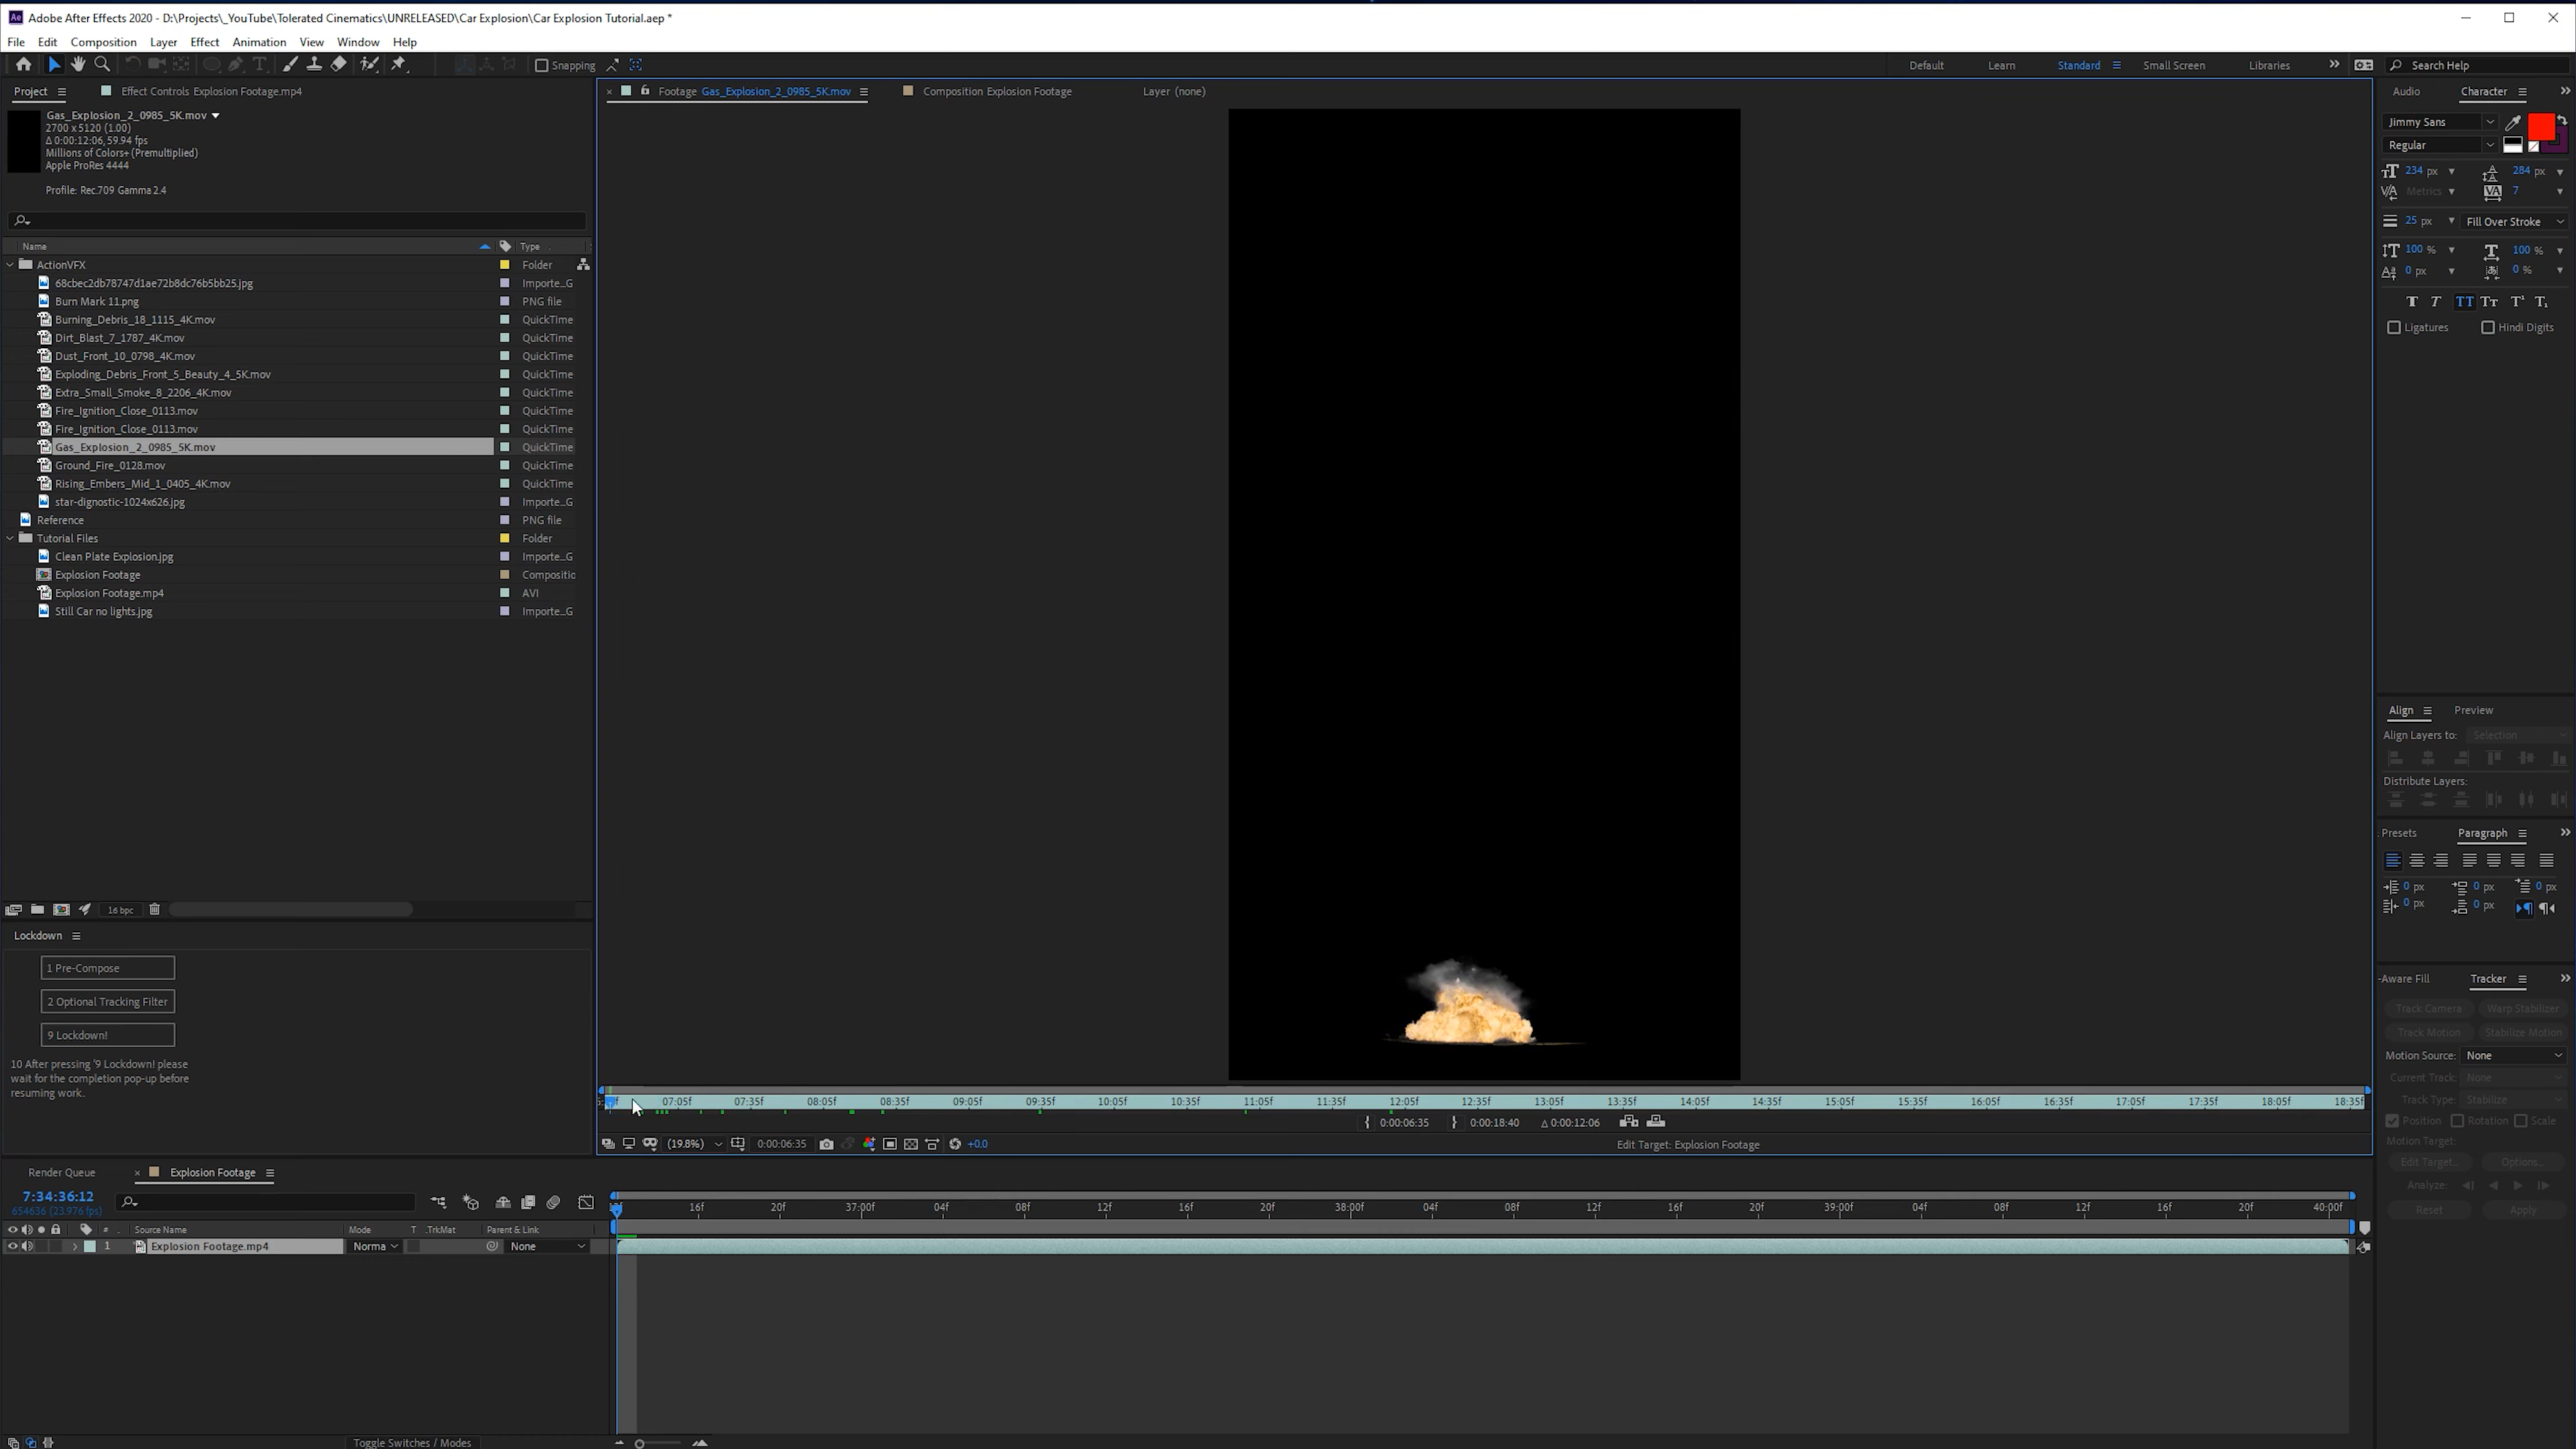 Adobe After Effects 2020 - D:\Projects\_YouTube\Tolerated Cinematics\UNRELEASED\Car Explosion\Car Explosion Tutorial.aep *
File Edit Composition Layer Effect Animation View Window Help
Snapping
Default Learn Standard Small Screen Libraries Search Help
Project Effect Controls Explosion Footage.mp4
Gas_Explosion_2_0985_5K.mov
2700 x 5120 (1.00)
Δ 0:00:12:06, 59.94 fps
Millions of Colors+ (Premultiplied)
Apple ProRes 4444
Profile: Rec.709 Gamma 2.4
Name Type
ActionVFX Folder
68cbec2db78747d1ae72b8dc76b5bb25.jpg Importe...G
Burn Mark 11.png PNG file
Burning_Debris_18_1115_4K.mov QuickTime
Dirt_Blast_7_1787_4K.mov QuickTime
Dust_Front_10_0798_4K.mov QuickTime
Exploding_Debris_Front_5_Beauty_4_5K.mov QuickTime
Extra_Small_Smoke_8_2206_4K.mov QuickTime
Fire_Ignition_Close_0113.mov QuickTime
Fire_Ignition_Close_0113.mov QuickTime
Gas_Explosion_2_0985_5K.mov QuickTime
Ground_Fire_0128.mov QuickTime
Rising_Embers_Mid_1_0405_4K.mov QuickTime
star-dignostic-1024x626.jpg Importe...G
Reference PNG file
Tutorial Files Folder
Clean Plate Explosion.jpg Importe...G
Explosion Footage Compositio
Explosion Footage.mp4 AVI
Still Car no lights.jpg Importe...G
16 bpc
Lockdown
1 Pre-Compose
2 Optional Tracking Filter
9 Lockdown!
10 After pressing '9 Lockdown! please
wait for the completion pop-up before
resuming work.
Footage Gas_Explosion_2_0985_5K.mov Composition Explosion Footage Layer (none)
07:05f 07:35f 08:05f 08:35f 09:05f 09:35f 10:05f 10:35f 11:05f 11:35f 12:05f 12:35f 13:05f 13:35f 14:05f 14:35f 15:05f 15:35f 16:05f 16:35f 17:05f 17:35f 18:05f 18:35f
0:00:06:35 0:00:18:40 Δ 0:00:12:06
(19.8%) 0:00:06:35 +0.0 Edit Target: Explosion Footage
Audio Character
Jimmy Sans
Regular
234 px 284 px
Metrics 7
25 px Fill Over Stroke
100 % 100 %
0 px 0 %
T T TT Tт T¹ T₁
Ligatures Hindi Digits
Align Preview
Align Layers to: Selection
Distribute Layers:
Presets Paragraph
0 px 0 px 0 px
0 px 0 px
-Aware Fill Tracker
Track Camera Warp Stabilizer
Track Motion Stabilize Motion
Motion Source: None
Current Track: None
Track Type: Stabilize
Position Rotation Scale
Motion Target:
Edit Target... Options...
Analyze:
Reset Apply
Render Queue Explosion Footage
7:34:36:12
654636 (23.976 fps)
16f 20f 37:00f 04f 08f 12f 16f 20f 38:00f 04f 08f 12f 16f 20f 39:00f 04f 08f 12f 16f 20f 40:00f
# Source Name Mode T .TrkMat Parent & Link
1 Explosion Footage.mp4 Norma None
Toggle Switches / Modes